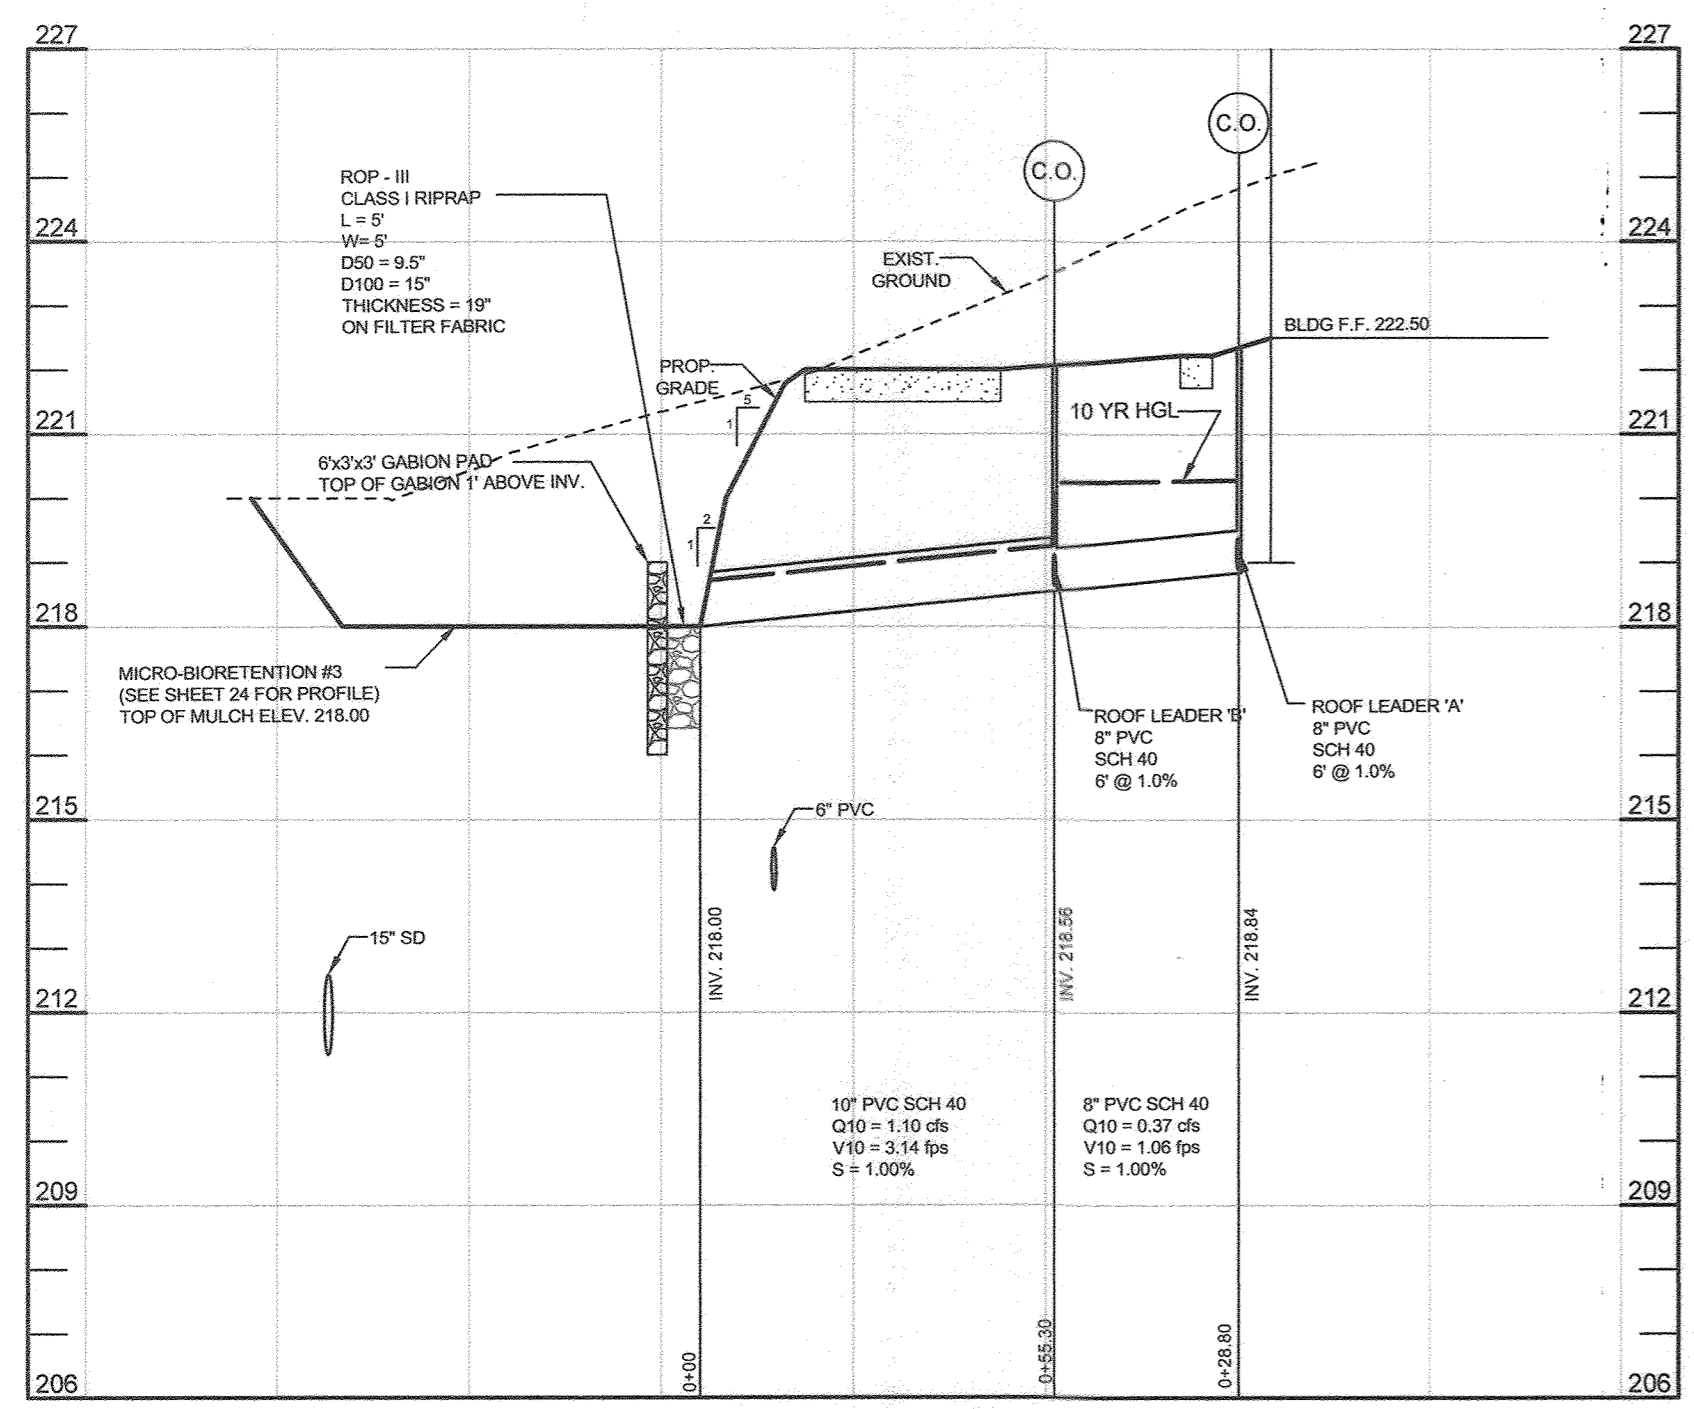 227
227
C.O.
C.O.
ROP - III
CLASS I RIPRAP
L = 5'
W= 5'
D50 = 9.5"
D100 = 15"
THICKNESS = 19"
ON FILTER FABRIC
224
224
EXIST.
GROUND
BLDG F.F. 222.50
PROP.
GRADE
5
1
10 YR HGL
221
221
6'x3'x3' GABION PAD
TOP OF GABION 1' ABOVE INV.
2
1
218
218
MICRO-BIORETENTION #3
(SEE SHEET 24 FOR PROFILE)
TOP OF MULCH ELEV. 218.00
ROOF LEADER 'B'
8" PVC
SCH 40
6' @ 1.0%
ROOF LEADER 'A'
8" PVC
SCH 40
6' @ 1.0%
215
215
6" PVC
15" SD
INV. 218.00
INV. 218.56
INV. 218.84
212
212
10" PVC SCH 40
Q10 = 1.10 cfs
V10 = 3.14 fps
S = 1.00%
8" PVC SCH 40
Q10 = 0.37 cfs
V10 = 1.06 fps
S = 1.00%
209
209
0+00
0+55.30
0+28.80
206
206